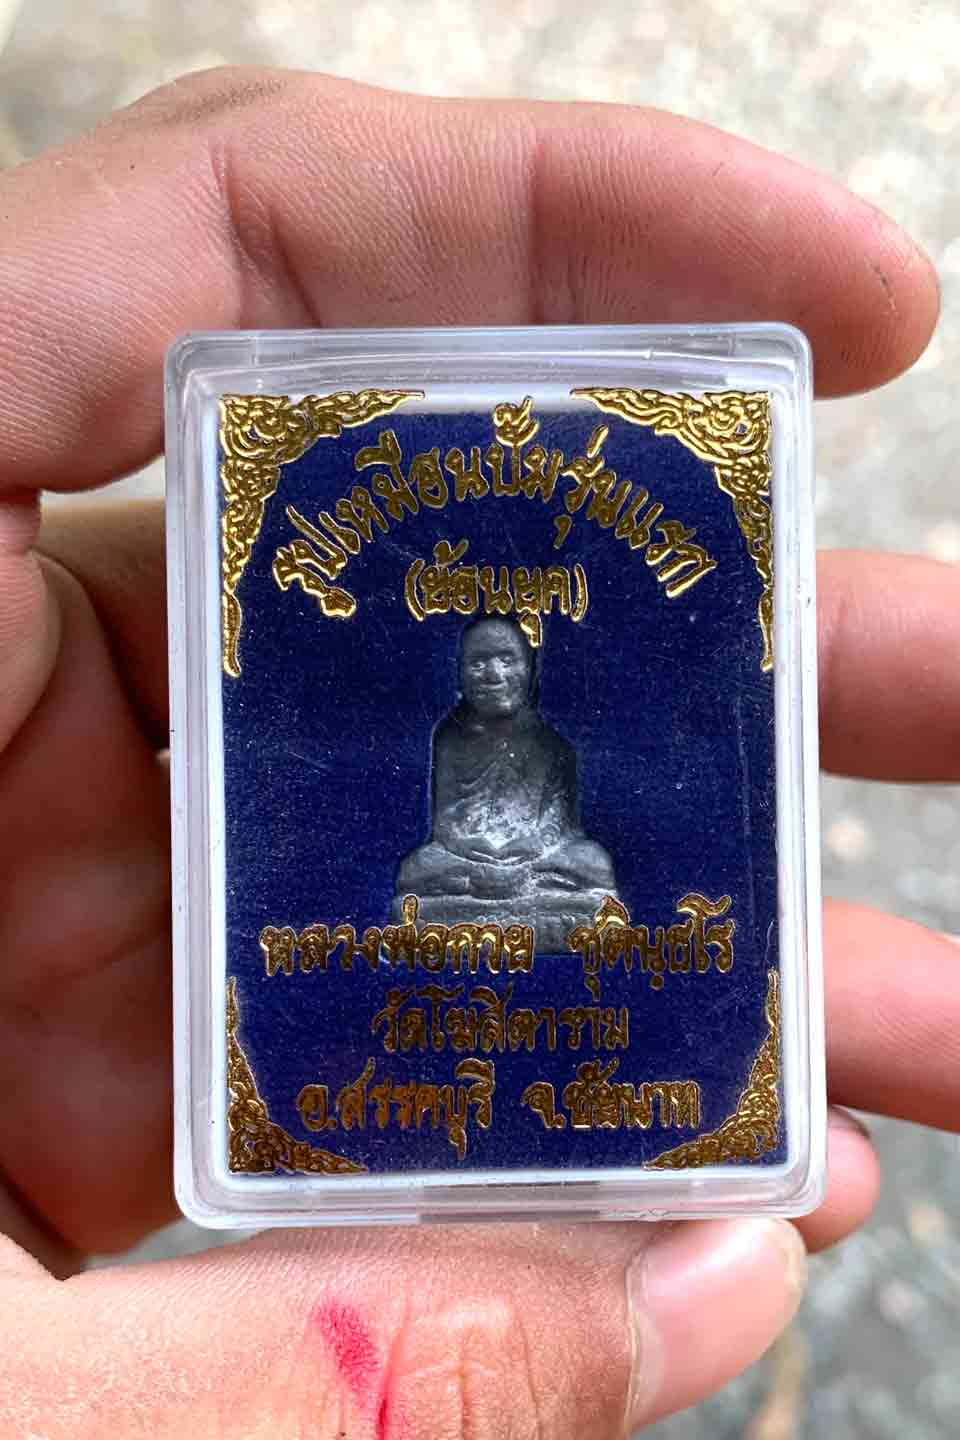 รูปเหมือนปั๊มรุ่นแรก
(ย้อนยุค)
หลวงพ่อกวย ชุตินฺธโร
วัดโฆสิตาราม
อ.สรรคบุรี จ.ชัยนาท